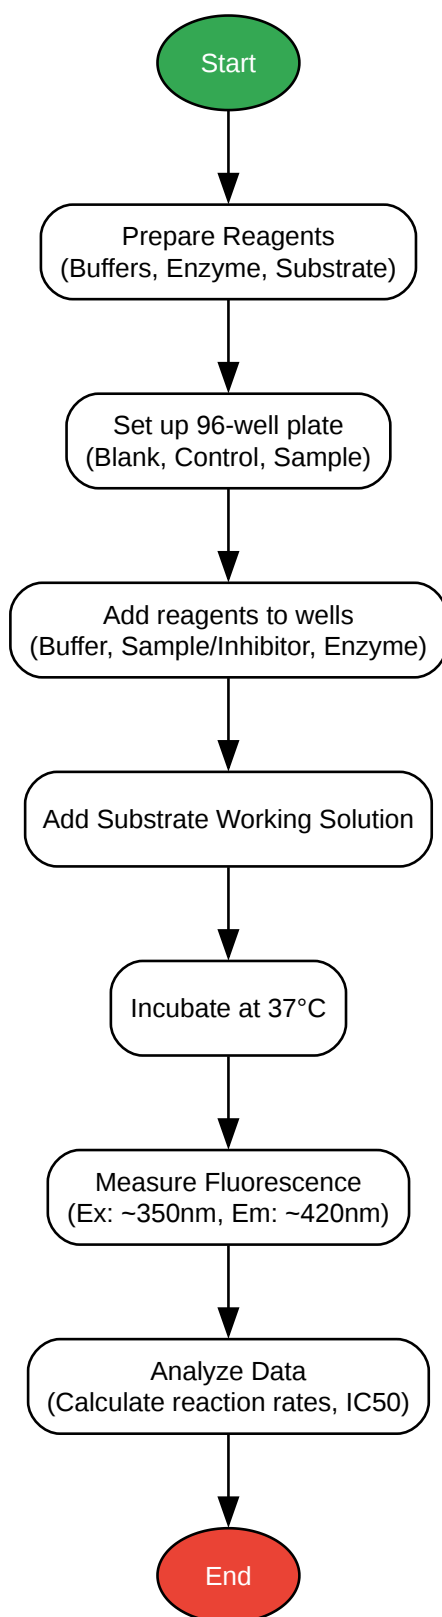 Start
Prepare Reagents
(Buffers, Enzyme, Substrate)
Set up 96-well plate
(Blank, Control, Sample)
Add reagents to wells
(Buffer, Sample/Inhibitor, Enzyme)
Add Substrate Working Solution
Incubate at 37°C
Measure Fluorescence
(Ex: ~350nm, Em: ~420nm)
Analyze Data
(Calculate reaction rates, IC50)
End